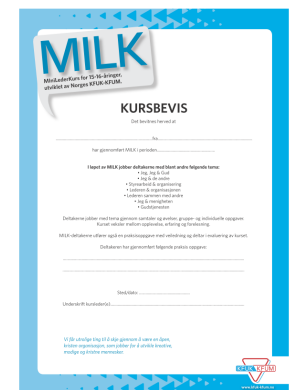 MILK
MiniLederKurs for 15-16-åringer,
utviklet av Norges KFUK-KFUM.
KURSBEVIS
Det bevitnes herved at
fra
har gjennomført MILK i perioden
I løpet av MILK jobber deltakerne med blant andre følgende tema:
• Jeg, Jeg & Gud
• Jeg & de andre
• Styrearbeid & organisering
• Lederen & organisasjonen
• Lederen sammen med andre
• Jeg & menigheten
• Gudstjenesten
Deltakerne jobber med tema gjennom samtaler og øvelser, gruppe- og individuelle oppgaver.
Kurset veksler mellom opplevelse, erfaring og forelesning.
MILK-deltakerne utfører også en praksisoppgave med veiledning og deltar i evaluering av kurset.
Deltakeren har gjennomført følgende praksis oppgave:
Sted/dato:
Underskrift kursleder(e):
Vi får utrolige ting til å skje gjennom å være en åpen,
kristen organisasjon, som jobber for å utvikle kreative,
modige og kristne mennesker.
KFUK KFUM
www.kfuk-kfum.no